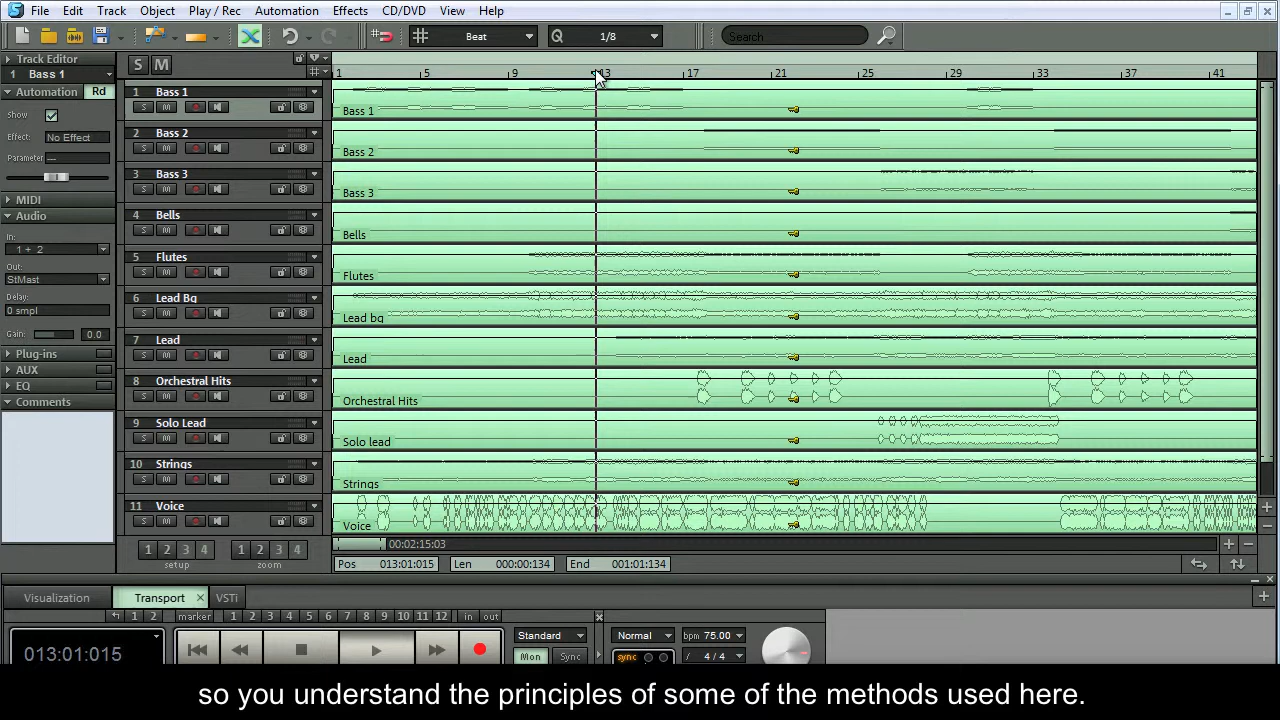 S File Edit Track Object Play / Rec Automation Effects CD/DVD View Help
Beat Q 1/8 Search
Track Editor S M
1 Bass 1 1 5 9 13 17 21 25 29 33 37 41
Automation Rd 1 Bass 1
S M
Show Bass 1
Effect: No Effect 2 Bass 2
Parameter --- S M Bass 2
3 Bass 3
S M Bass 3
MIDI
Audio 4 Bells
In: S M Bells
1 + 2
Out: 5 Flutes
StMast S M Flutes
Delay:
0 smpl 6 Lead Bg
S M Lead bg
Gain: 0.0
Plug-ins 7 Lead
AUX S M Lead
EQ 8 Orchestral Hits
Comments S M Orchestral Hits
9 Solo Lead
S M Solo lead
10 Strings
S M Strings
11 Voice
S M Voice
1 2 3 4 1 2 3 4 00:02:15:03
setup zoom Pos 013:01:015 Len 000:00:134 End 001:01:134
Visualization Transport VSTi
1 2 marker 1 2 3 4 5 6 7 8 9 10 11 12 in out
Standard Normal bpm 75.00
013:01:015 Mon Sync sync 4 / 4
so you understand the principles of some of the methods used here.